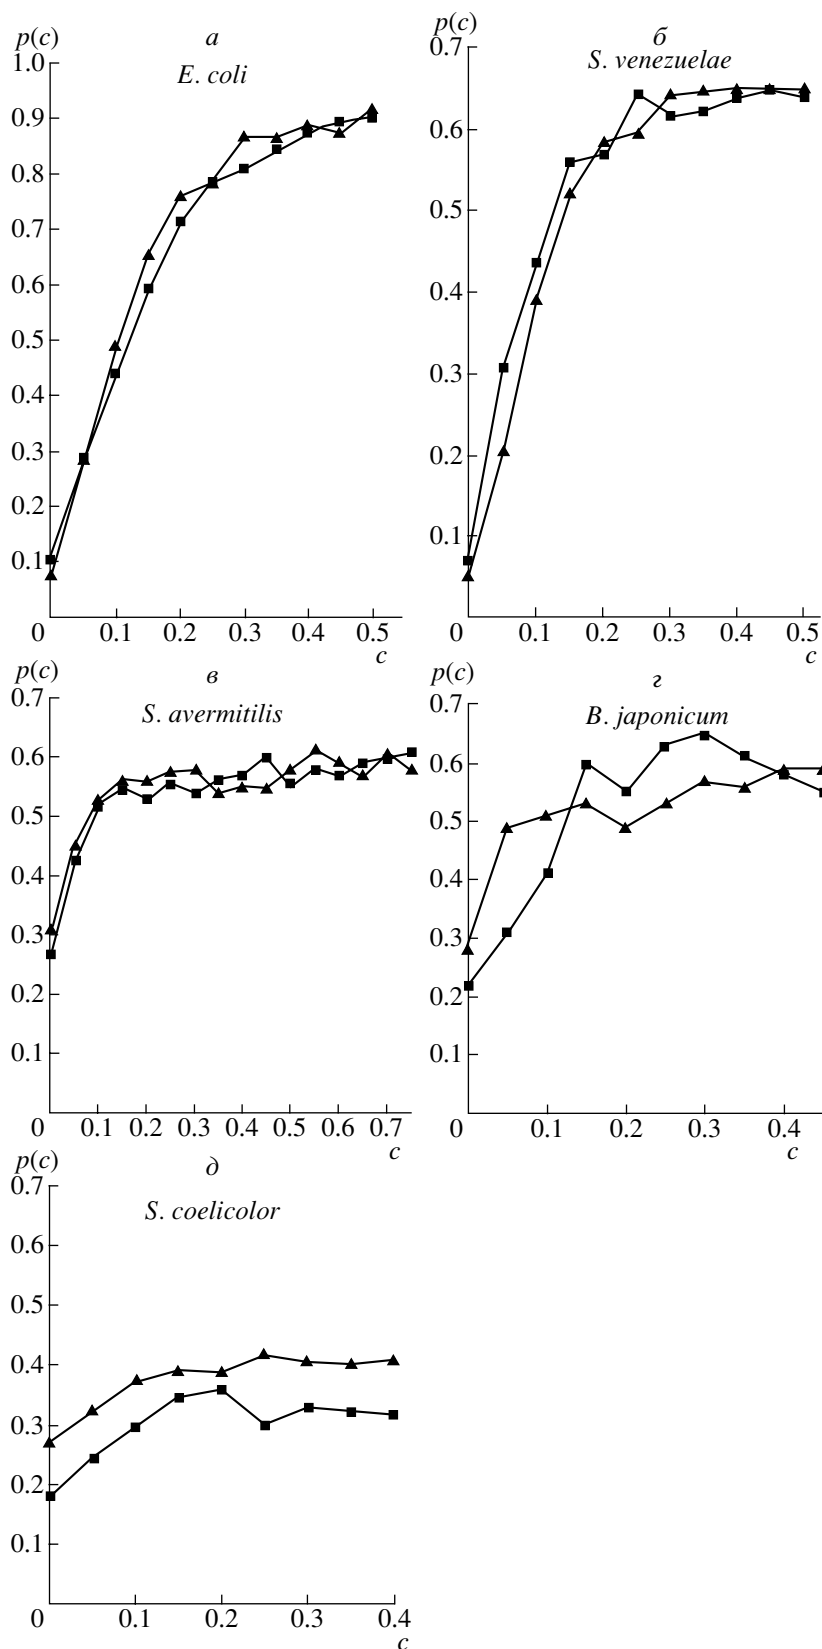 p(c)
а
E. coli
1.0
0.9
0.8
0.7
0.6
0.5
0.4
0.3
0.2
0.1
0
0.1 0.2 0.3 0.4 0.5
c
p(c)
б
S. venezuelae
0.7
0.6
0.5
0.4
0.3
0.2
0.1
0
0.1 0.2 0.3 0.4 0.5
c
p(c)
в
S. avermitilis
0.7
0.6
0.5
0.4
0.3
0.2
0.1
0
0.1 0.2 0.3 0.4 0.5 0.6 0.7
c
p(c)
г
B. japonicum
0.7
0.6
0.5
0.4
0.3
0.2
0.1
0
0.1 0.2 0.3 0.4
c
p(c)
д
S. coelicolor
0.7
0.6
0.5
0.4
0.3
0.2
0.1
0
0.1 0.2 0.3 0.4
c